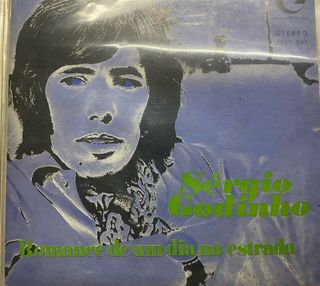 STEREO
Sérgio
Godinho
Romance de um dia na estrada